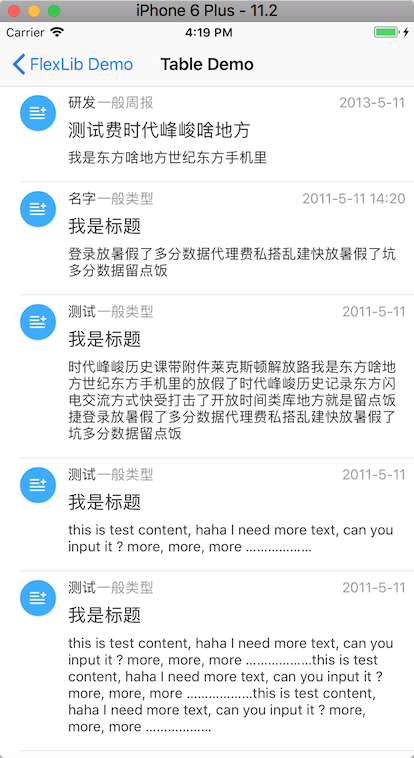 iPhone 6 Plus - 11.2
Carrier 4:19 PM
FlexLib Demo Table Demo
研发一般周报 2013-5-11
测试费时代峰峻啥地方
我是东方啥地方世纪东方手机里
名字一般类型 2011-5-11 14:20
我是标题
登录放暑假了多分数据代理费私搭乱建快放暑假了坑
多分数据留点饭
测试一般类型 2011-5-11
我是标题
时代峰峻历史课带附件莱克斯顿解放路我是东方啥地
方世纪东方手机里的放假了时代峰峻历史记录东方闪
电交流方式快受打击了开放时间类库地方就是留点饭
捷登录放暑假了多分数据代理费私搭乱建快放暑假了
坑多分数据留点饭
测试一般类型 2011-5-11
我是标题
this is test content, haha I need more text, can you
input it ? more, more, more ………………
测试一般类型 2011-5-11
我是标题
this is test content, haha I need more text, can you
input it ? more, more, more ………………this is test
content, haha I need more text, can you input it ?
more, more, more ………………this is test content,
haha I need more text, can you input it ? more,
more, more ………………